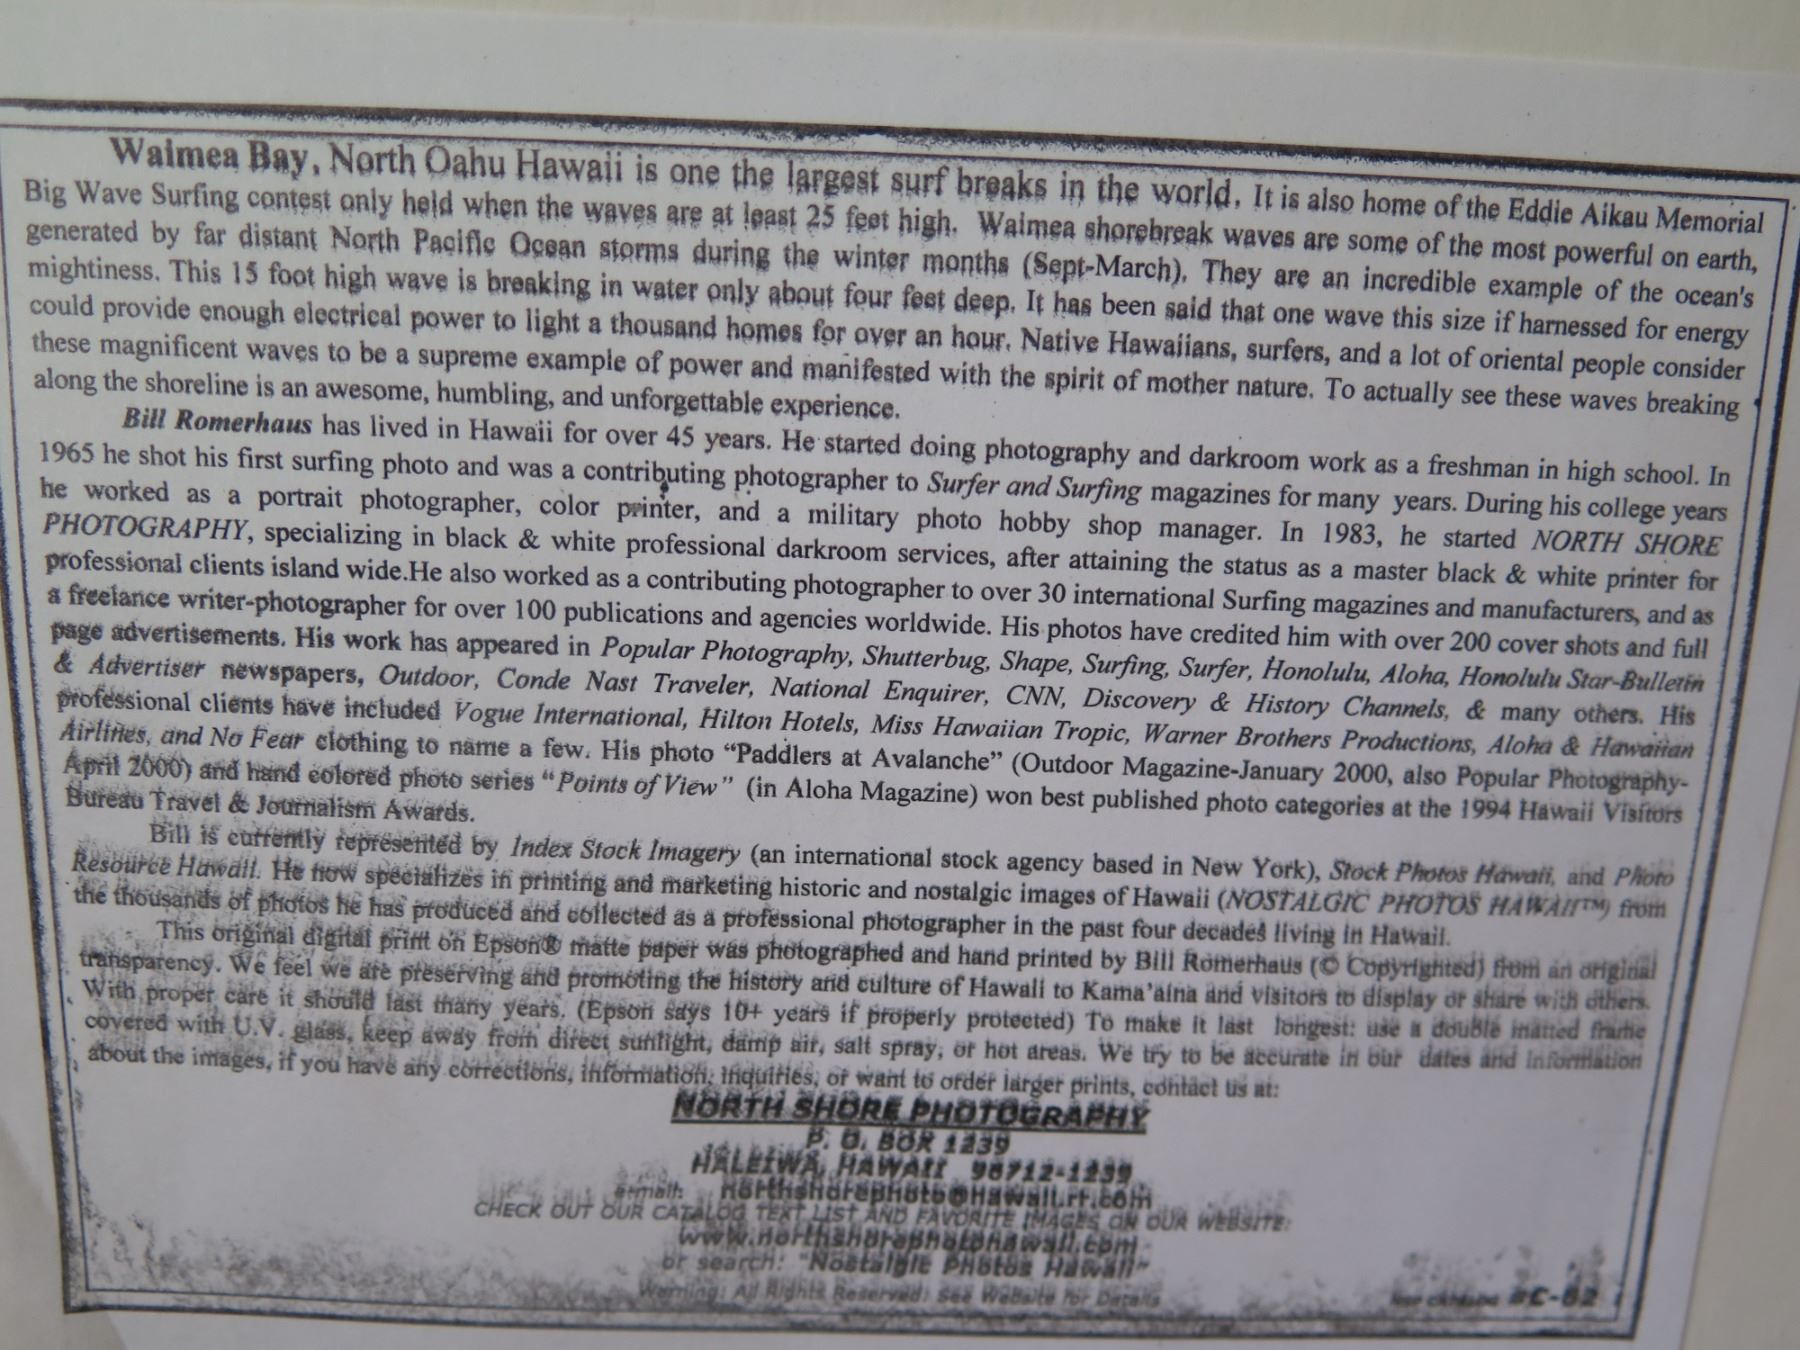 Waimea Bay, North Oahu Hawaii is one the largest surf breaks in the world. It is also home of the Eddie Aikau Memorial
Big Wave Surfing contest only held when the waves are at least 25 feet high. Waimea shorebreak waves are some of the most powerful on earth,
generated by far distant North Pacific Ocean storms during the winter months (Sept-March). They are an incredible example of the ocean's
mightiness. This 15 foot high wave is breaking in water only about four feet deep. It has been said that one wave this size if harnessed for energy
could provide enough electrical power to light a thousand homes for over an hour. Native Hawaiians, surfers, and a lot of oriental people consider
these magnificent waves to be a supreme example of power and manifested with the spirit of mother nature. To actually see these waves breaking
along the shoreline is an awesome, humbling, and unforgettable experience.
Bill Romerhaus has lived in Hawaii for over 45 years. He started doing photography and darkroom work as a freshman in high school. In
1965 he shot his first surfing photo and was a contributing photographer to Surfer and Surfing magazines for many years. During his college years
he worked as a portrait photographer, color printer, and a military photo hobby shop manager. In 1983, he started NORTH SHORE
PHOTOGRAPHY, specializing in black & white professional darkroom services, after attaining the status as a master black & white printer for
professional clients island wide.He also worked as a contributing photographer to over 30 international Surfing magazines and manufacturers, and as
a freelance writer-photographer for over 100 publications and agencies worldwide. His photos have credited him with over 200 cover shots and full
page advertisements. His work has appeared in Popular Photography, Shutterbug, Shape, Surfing, Surfer, Honolulu, Aloha, Honolulu Star-Bulletin
& Advertiser newspapers, Outdoor, Conde Nast Traveler, National Enquirer, CNN, Discovery & History Channels, & many others. His
professional clients have included Vogue International, Hilton Hotels, Miss Hawaiian Tropic, Warner Brothers Productions, Aloha & Hawaiian
Airlines, and No Fear clothing to name a few. His photo “Paddlers at Avalanche” (Outdoor Magazine-January 2000, also Popular Photography-
April 2000) and hand colored photo series “Points of View” (in Aloha Magazine) won best published photo categories at the 1994 Hawaii Visitors
Bureau Travel & Journalism Awards.
Bill is currently represented by Index Stock Imagery (an international stock agency based in New York), Stock Photos Hawaii, and Photo
Resource Hawaii. He now specializes in printing and marketing historic and nostalgic images of Hawaii (NOSTALGIC PHOTOS HAWAII™) from
the thousands of photos he has produced and collected as a professional photographer in the past four decades living in Hawaii.
This original digital print on Epson® matte paper was photographed and hand printed by Bill Romerhaus (© Copyrighted) from an original
transparency. We feel we are preserving and promoting the history and culture of Hawaii to Kama’aina and visitors to display or share with others.
With proper care it should last many years. (Epson says 10+ years if properly protected) To make it last longest: use a double matted frame
covered with U.V. glass, keep away from direct sunlight, damp air, salt spray, or hot areas. We try to be accurate in our dates and information
about the images, if you have any corrections, information, inquiries, or want to order larger prints, contact us at:
NORTH SHORE PHOTOGRAPHY
P. O. BOX 1239
HALEIWA, HAWAII 96712-1239
e-mail: northshorephoto@hawaii.rr.com
CHECK OUT OUR CATALOG TEXT LIST AND FAVORITE IMAGES ON OUR WEBSITE:
www.northshorephotohawaii.com
or search: "Nostalgic Photos Hawaii"
Warning: All Rights Reserved: See Website for Details
#C-62